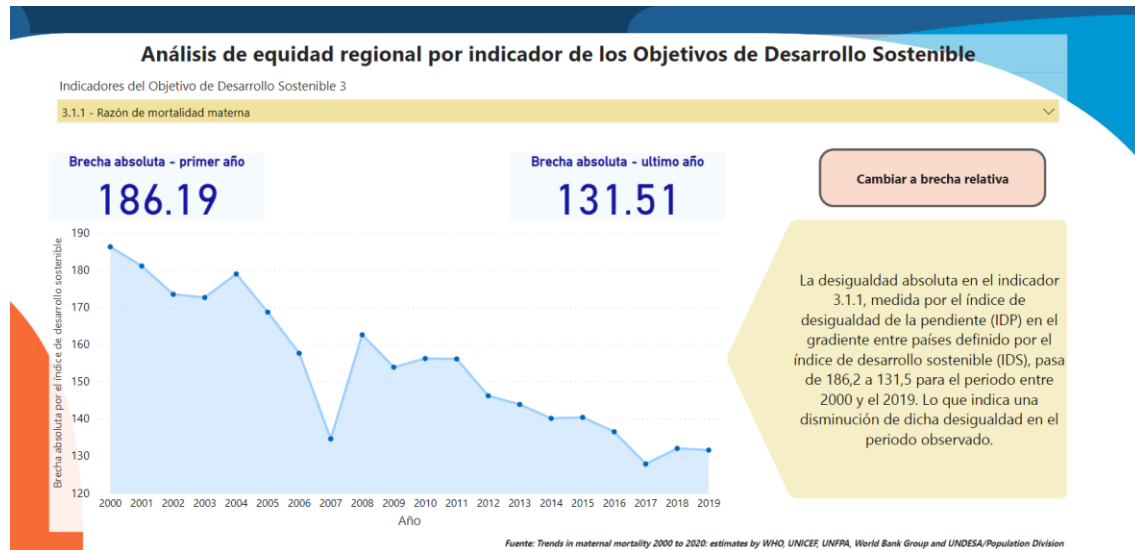 Análisis de equidad regional por indicador de los Objetivos de Desarrollo Sostenible
Indicadores del Objetivo de Desarrollo Sostenible 3
3.1.1 - Razón de mortalidad materna
Brecha absoluta - primer año
186.19
Brecha absoluta - ultimo año
131.51
Cambiar a brecha relativa
Brecha absoluta por el índice de desarrollo sostenible
190
180
170
160
150
140
130
120
2000 2001 2002 2003 2004 2005 2006 2007 2008 2009 2010 2011 2012 2013 2014 2015 2016 2017 2018 2019
Año
La desigualdad absoluta en el indicador
3.1.1, medida por el índice de
desigualdad de la pendiente (IDP) en el
gradiente entre países definido por el
índice de desarrollo sostenible (IDS), pasa
de 186,2 a 131,5 para el periodo entre
2000 y el 2019. Lo que indica una
disminución de dicha desigualdad en el
periodo observado.
Fuente: Trends in maternal mortality 2000 to 2020: estimates by WHO, UNICEF, UNFPA, World Bank Group and UNDESA/Population Division